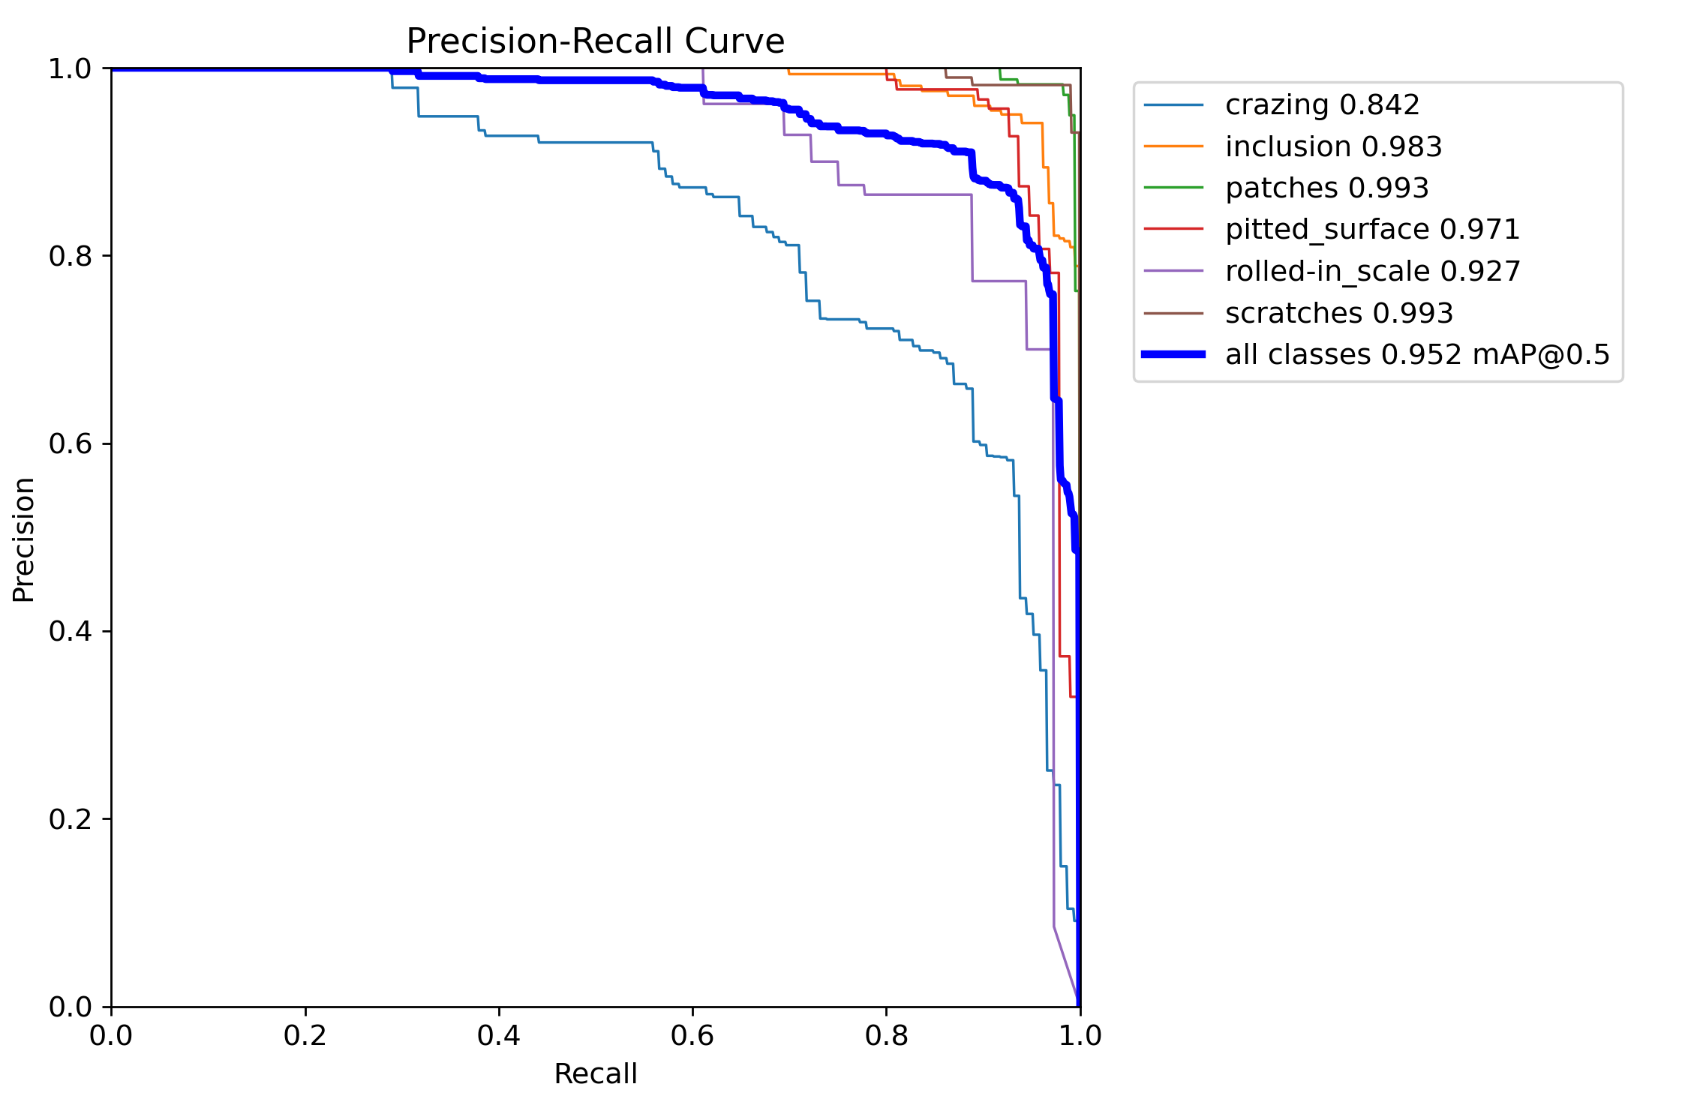 Precision-Recall Curve
1.0
0.8
0.6
0.4
0.2
0.0
Precision
0.0 0.2 0.4 0.6 0.8 1.0
Recall
crazing 0.842
inclusion 0.983
patches 0.993
pitted_surface 0.971
rolled-in_scale 0.927
scratches 0.993
all classes 0.952 mAP@0.5